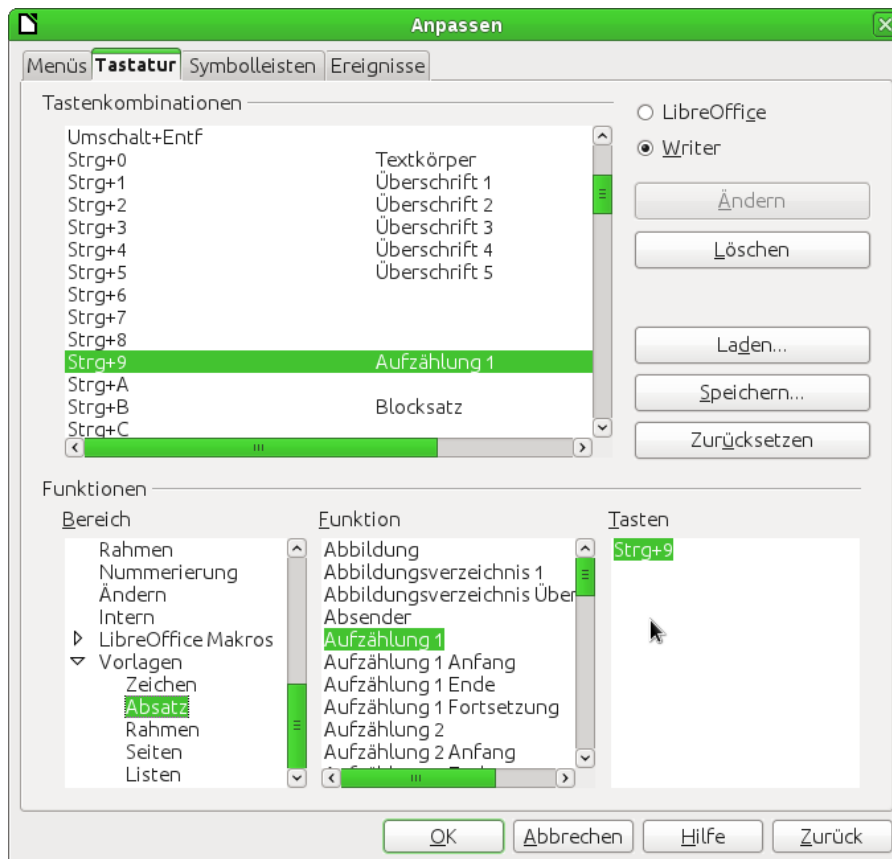 Anpassen
Menüs Tastatur Symbolleisten Ereignisse
Tastenkombinationen
Umschalt+Entf
Strg+0 Textkörper
Strg+1 Überschrift 1
Strg+2 Überschrift 2
Strg+3 Überschrift 3
Strg+4 Überschrift 4
Strg+5 Überschrift 5
Strg+6
Strg+7
Strg+8
Strg+9 Aufzählung 1
Strg+A
Strg+B Blocksatz
Strg+C
LibreOffice
Writer
Ändern
Löschen
Laden...
Speichern...
Zurücksetzen
Funktionen
Bereich
Rahmen
Nummerierung
Ändern
Intern
LibreOffice Makros
Vorlagen
Zeichen
Absatz
Rahmen
Seiten
Listen
Funktion
Abbildung
Abbildungsverzeichnis 1
Abbildungsverzeichnis Über
Absender
Aufzählung 1
Aufzählung 1 Anfang
Aufzählung 1 Ende
Aufzählung 1 Fortsetzung
Aufzählung 2
Aufzählung 2 Anfang
Tasten
Strg+9
OK Abbrechen Hilfe Zurück